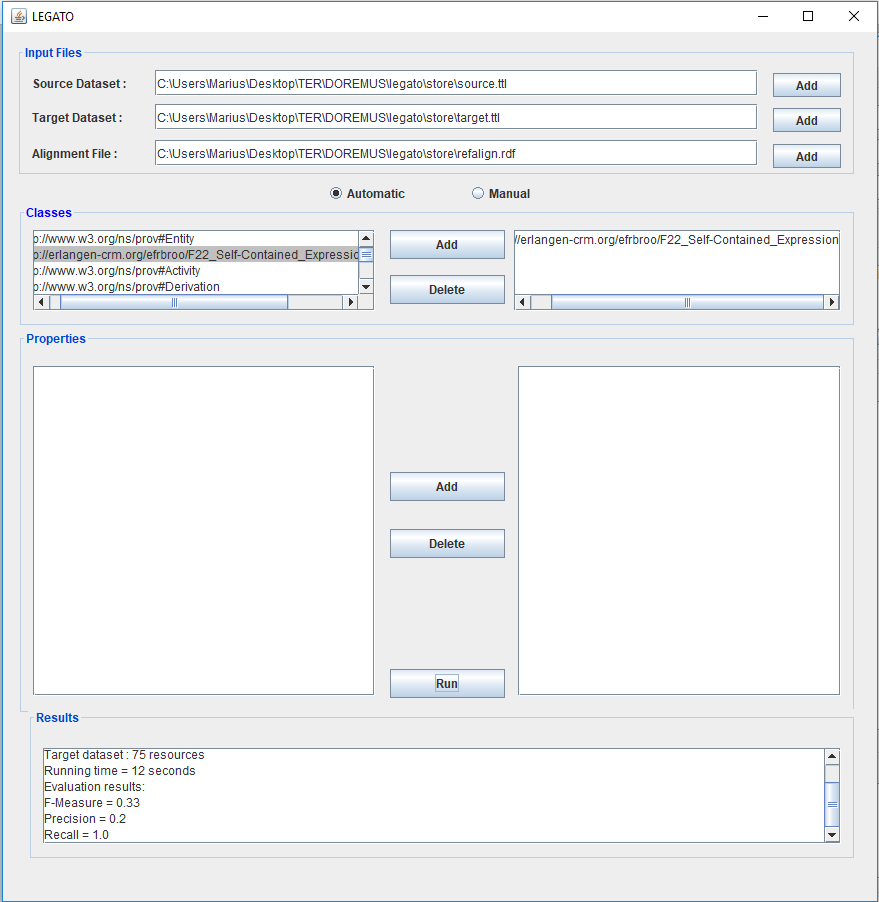 LEGATO
Input Files
Source Dataset :
C:\Users\Marius\Desktop\TER\DOREMUS\legato\store\source.ttl
Add
Target Dataset :
C:\Users\Marius\Desktop\TER\DOREMUS\legato\store\target.ttl
Add
Alignment File :
C:\Users\Marius\Desktop\TER\DOREMUS\legato\store\refalign.rdf
Add
Automatic
Manual
Classes
p://www.w3.org/ns/prov#Entity
p://erlangen-crm.org/efrbroo/F22_Self-Contained_Expressio
p://www.w3.org/ns/prov#Activity
p://www.w3.org/ns/prov#Derivation
Add
Delete
//erlangen-crm.org/efrbroo/F22_Self-Contained_Expression
Properties
Add
Delete
Run
Results
Target dataset : 75 resources
Running time = 12 seconds
Evaluation results:
F-Measure = 0.33
Precision = 0.2
Recall = 1.0